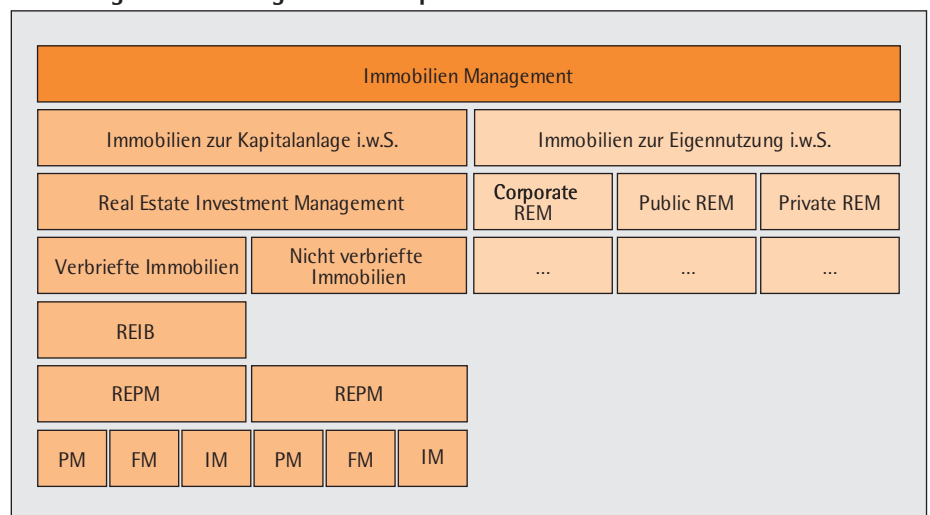 Immobilien Management
Immobilien zur Kapitalanlage i.w.S.
Immobilien zur Eigennutzung i.w.S.
Real Estate Investment Management
Corporate
REM
Public REM
Private REM
Verbriefte Immobilien
Nicht verbriefte
Immobilien
...
...
...
REIB
REPM
REPM
PM
FM
IM
PM
FM
IM